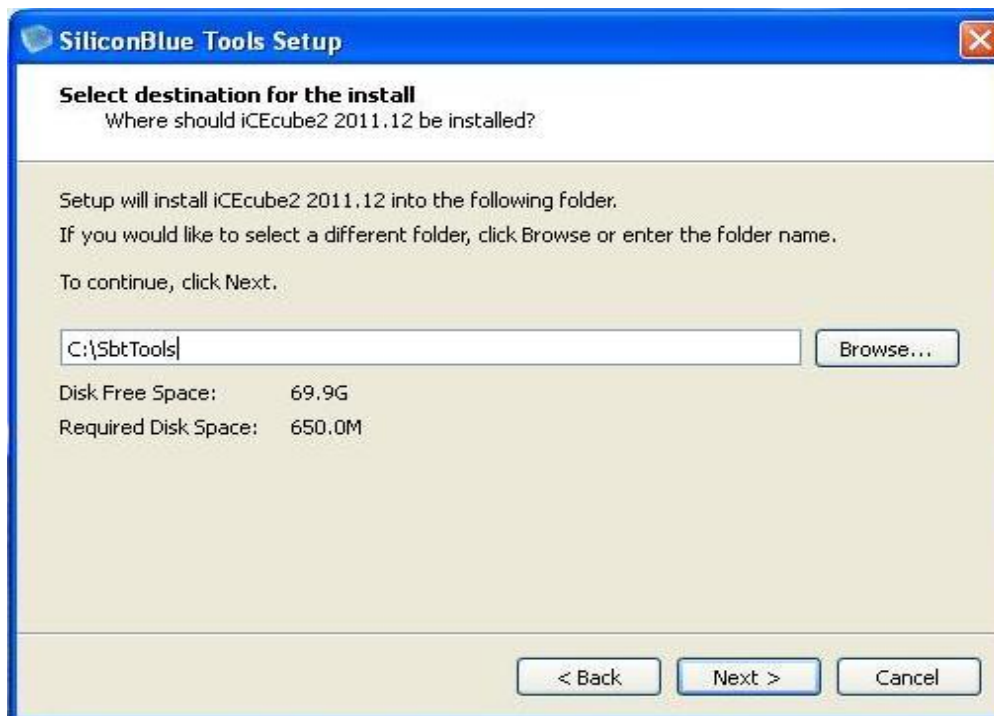 SiliconBlue Tools Setup
Select destination for the install
Where should iCEcube2 2011.12 be installed?
Setup will install iCEcube2 2011.12 into the following folder.
If you would like to select a different folder, click Browse or enter the folder name.
To continue, click Next.
C:\SbtTools
Browse...
Disk Free Space: 69.9G
Required Disk Space: 650.0M
< Back Next > Cancel